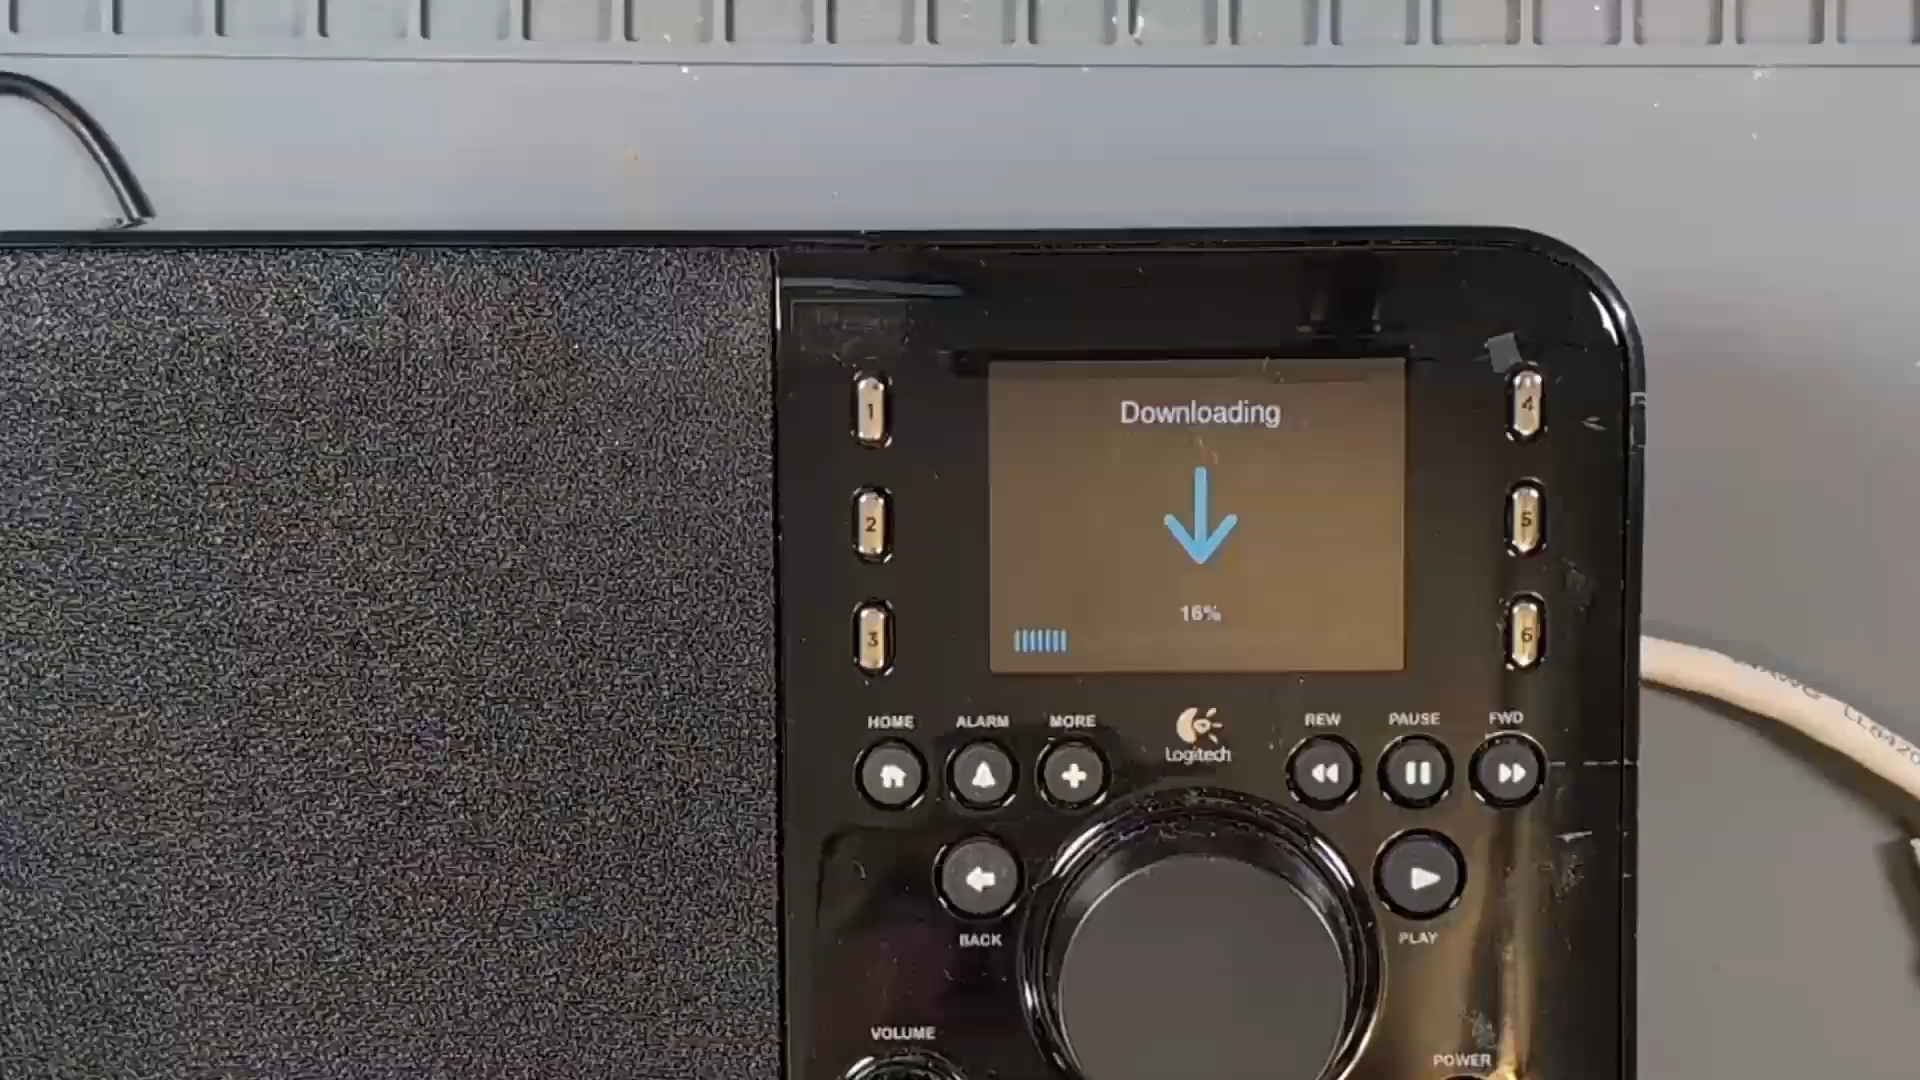 Downloading
16%
1
2
3
4
5
6
HOME
ALARM
MORE
Logitech
REW
PAUSE
FWD
BACK
PLAY
VOLUME
POWER